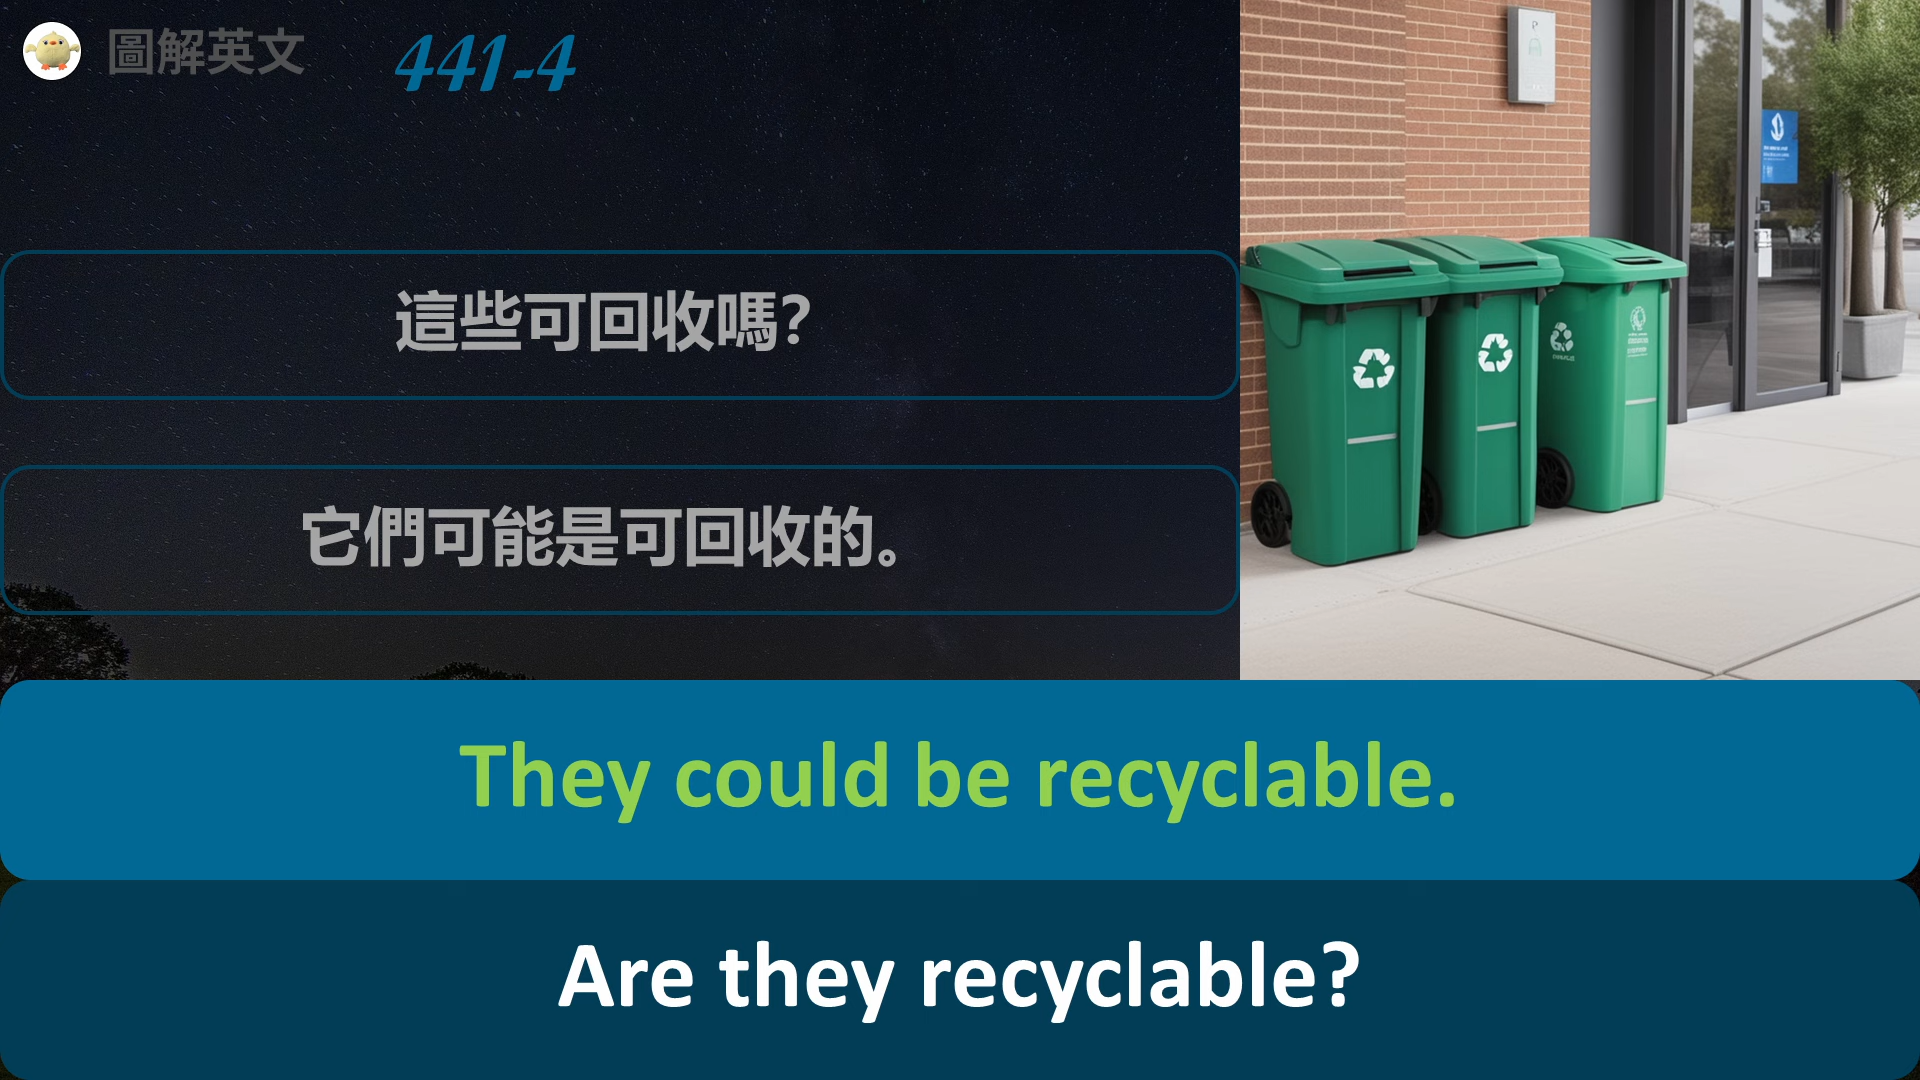 圖解英文
441-4
這些可回收嗎?
它們可能是可回收的。
They could be recyclable.
Are they recyclable?